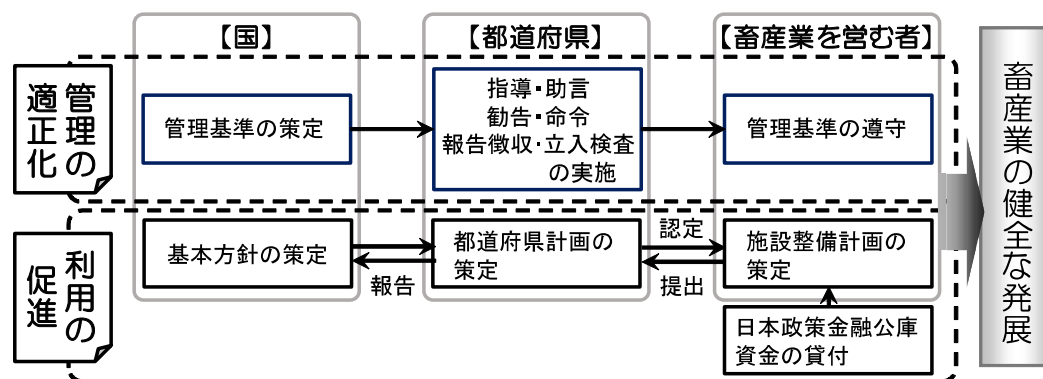 【国】
【都道府県】
【畜産業を営む者】
管理の
適正化
管理基準の策定
指導・助言
勧告・命令
報告徴収・立入検査
の実施
管理基準の遵守
利用の
促進
基本方針の策定
報告
都道府県計画の
策定
認定
提出
施設整備計画の
策定
日本政策金融公庫
資金の貸付
畜産業の健全な発展